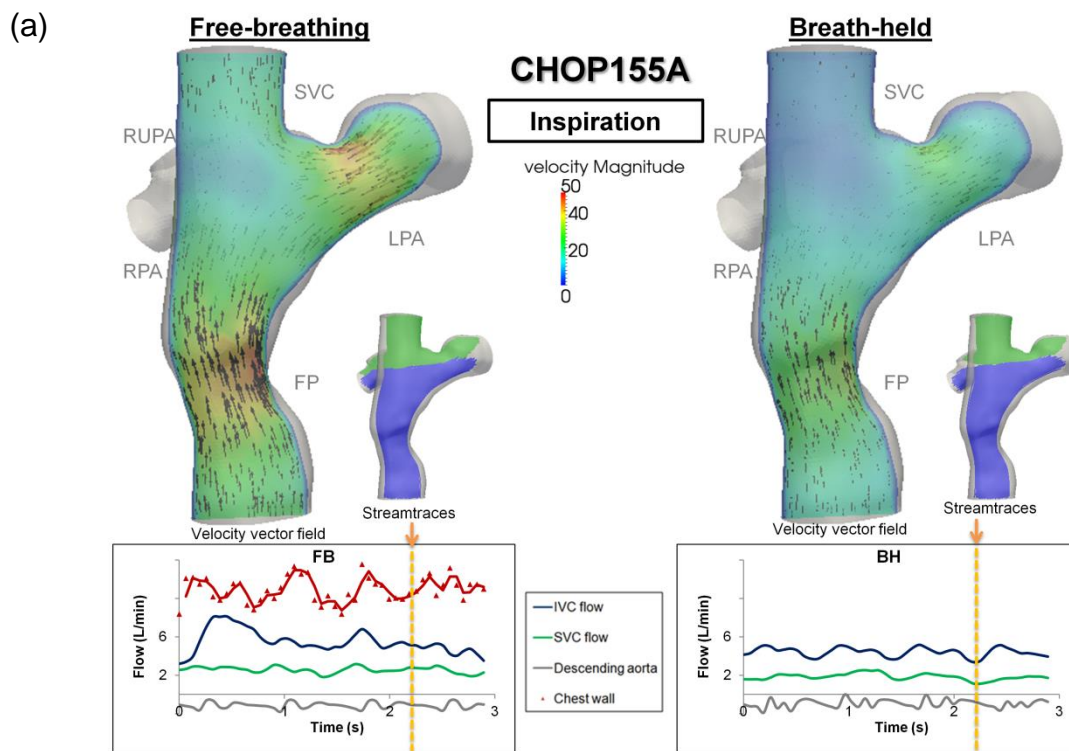 (a)
Free-breathing
Breath-held
CHOP155A
Inspiration
velocity Magnitude
50
40
20
0
SVC
RUPA
RPA
LPA
FP
Velocity vector field
Streamtraces
SVC
RUPA
RPA
LPA
FP
Velocity vector field
Streamtraces
FB
Flow (L/min)
6
2
0
1
2
3
Time (s)
IVC flow
SVC flow
Descending aorta
Chest wall
BH
Flow (L/min)
6
2
0
1
2
3
Time (s)